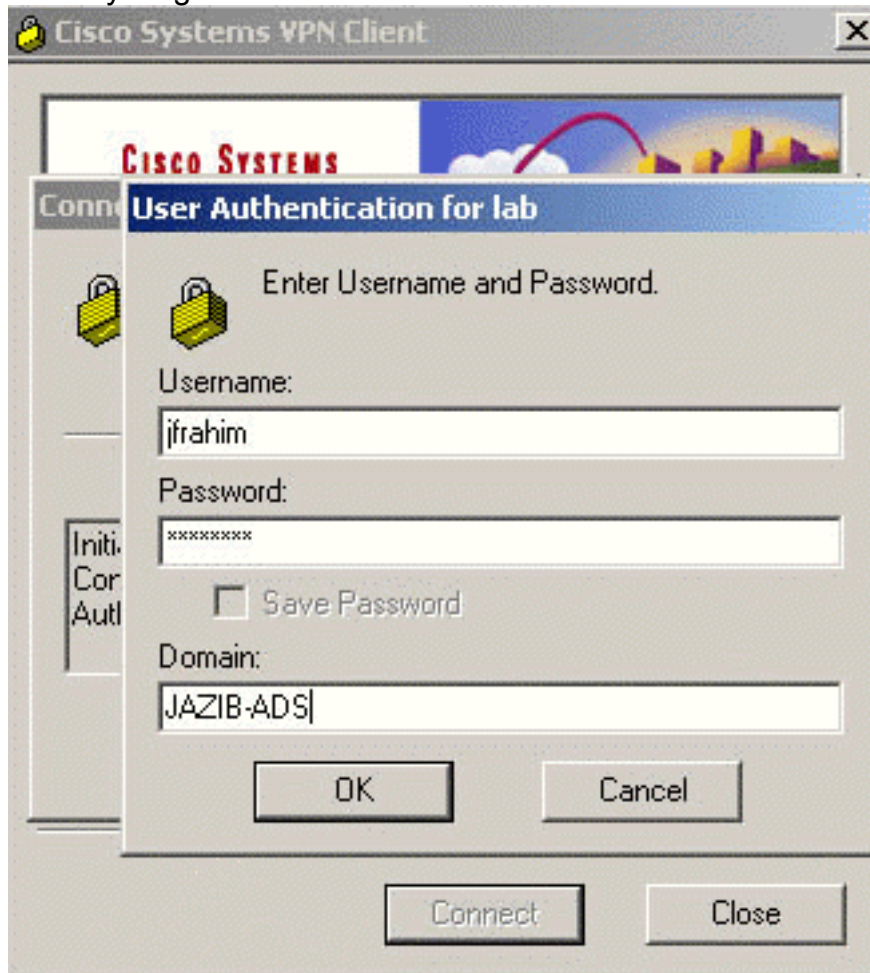 Cisco Systems VPN Client
CISCO SYSTEMS
User Authentication for lab
Enter Username and Password.
Username:
jfrahim
Password:
********
Save Password
Domain:
JAZIB-ADS
OK
Cancel
Connect
Close